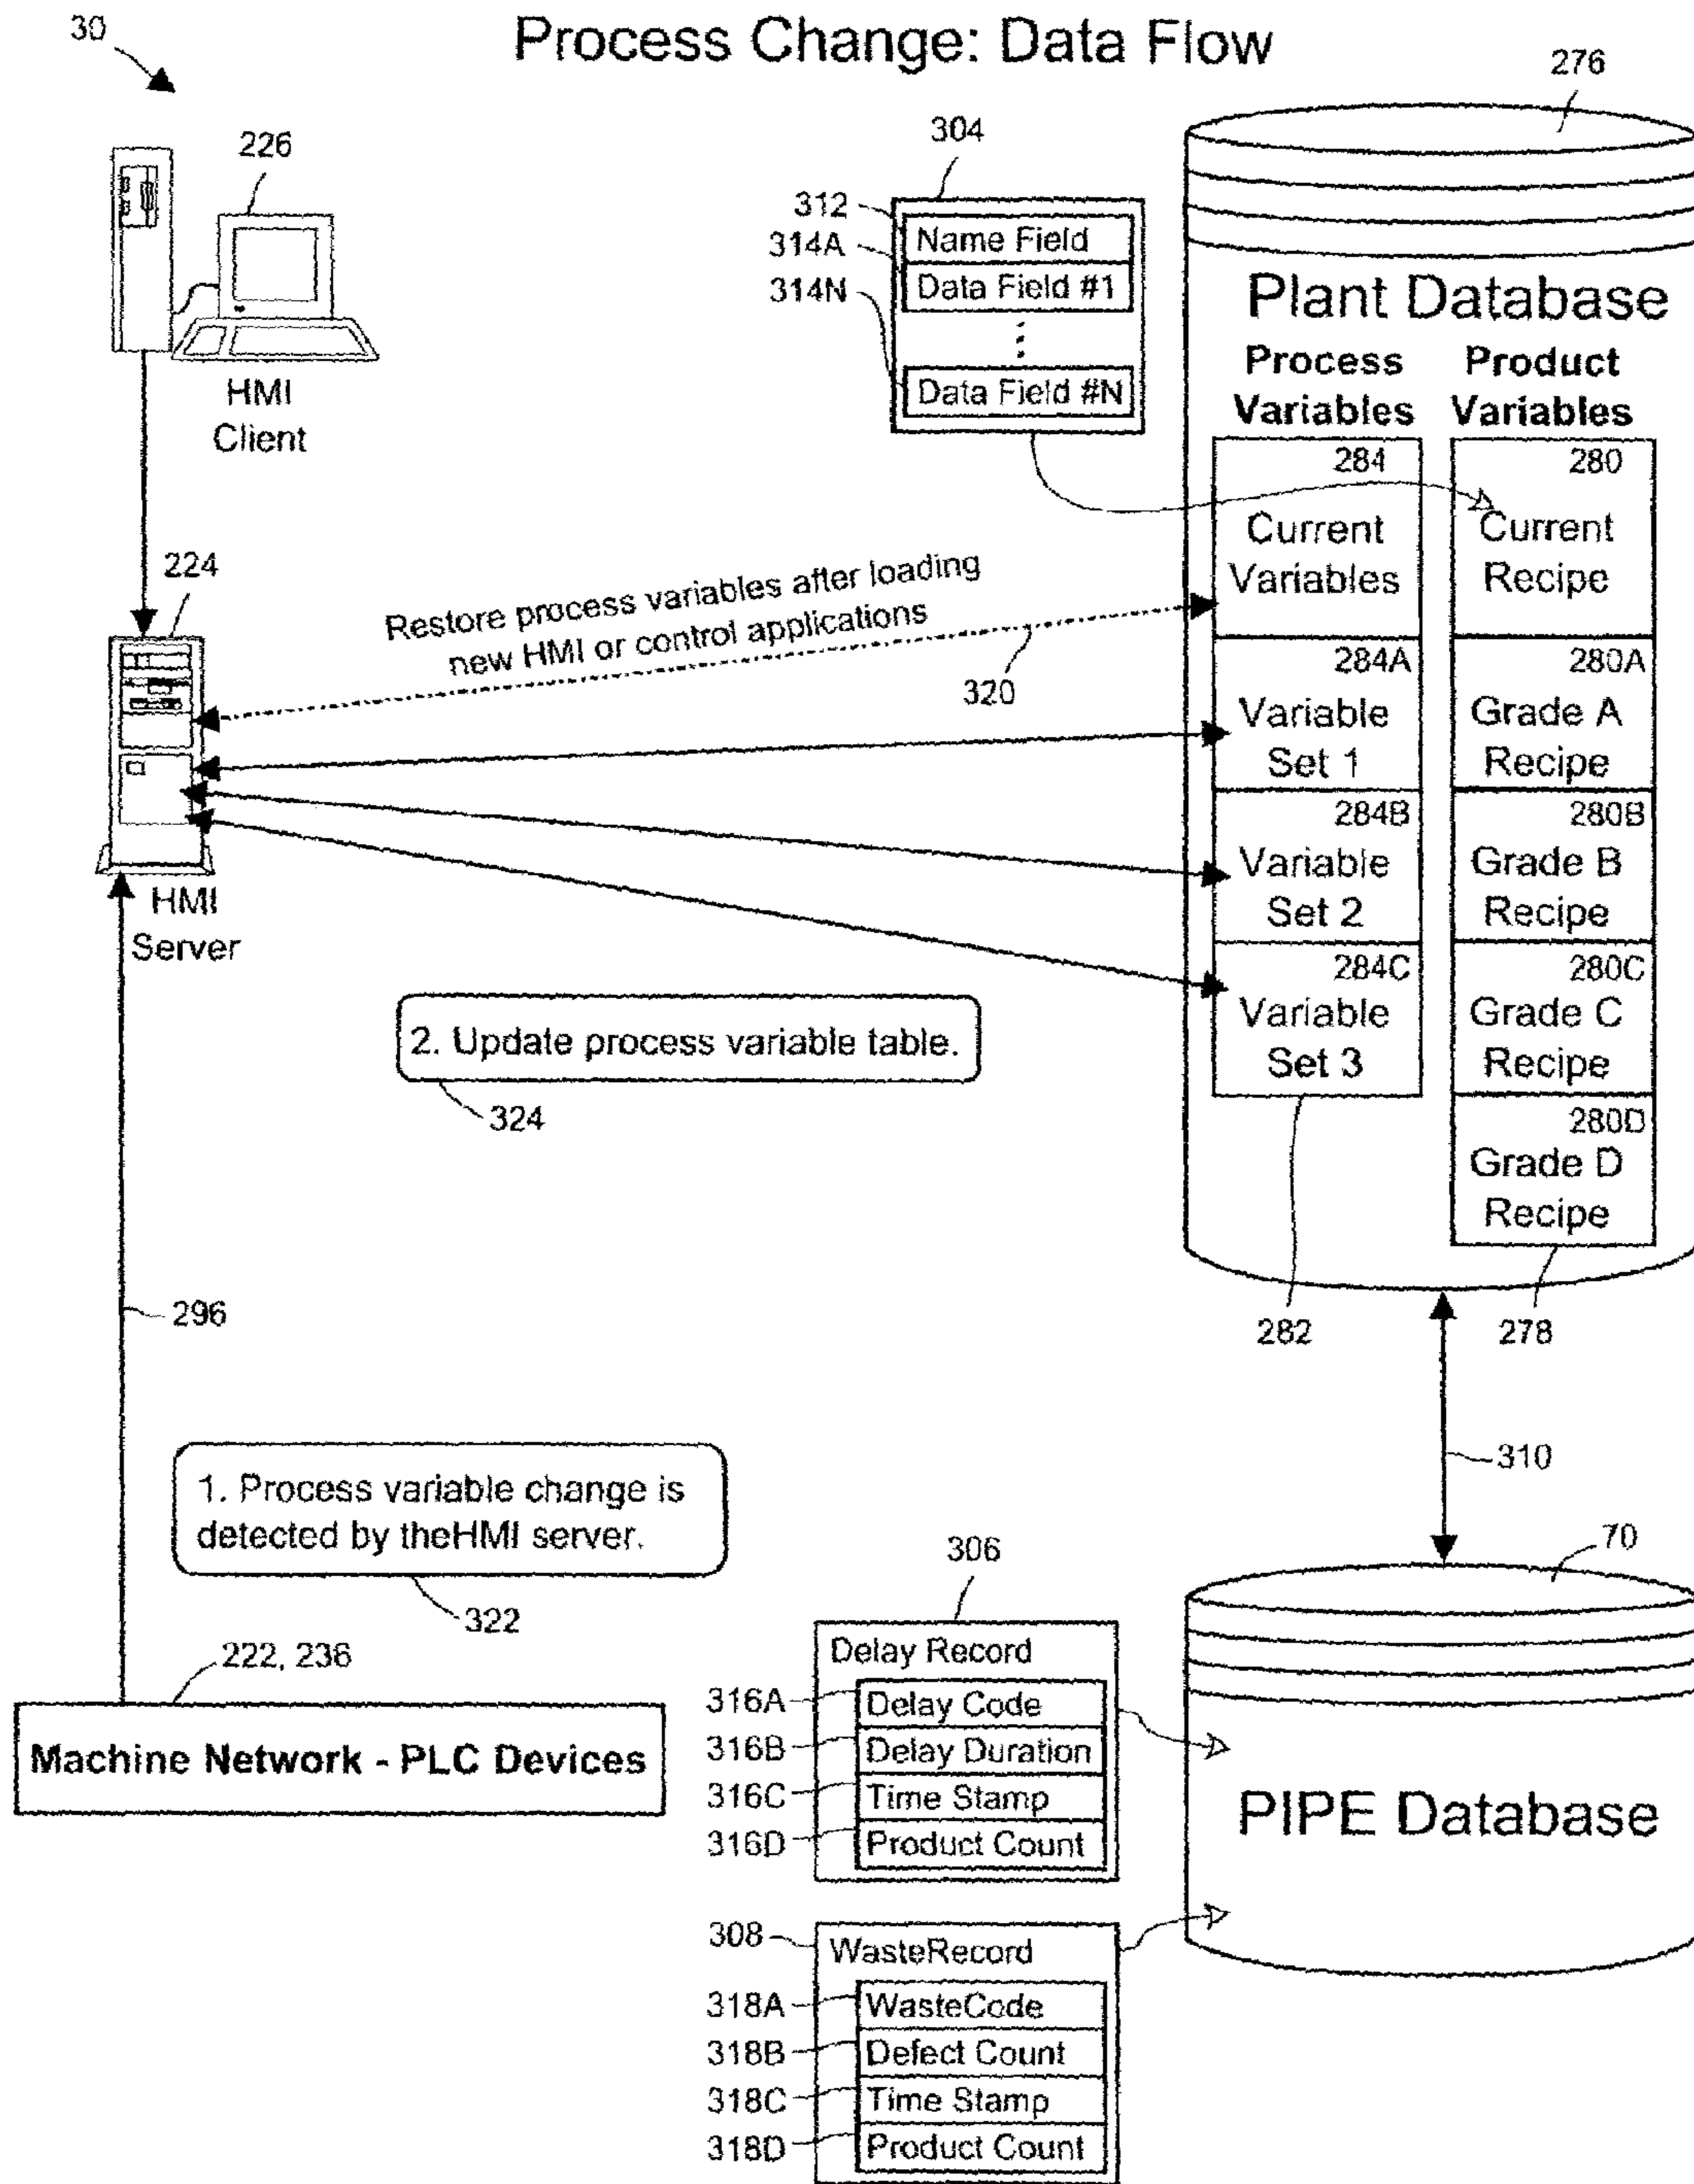 30
Process Change: Data Flow
276
226
304
312
Name Field
314A
Data Field #1
314N
Data Field #N
Plant Database
Process
Variables
Product
Variables
HMI
Client
284
Current
Variables
280
Current
Recipe
224
Restore process variables after loading
new HMI or control applications
320
284A
Variable
Set 1
280A
Grade A
Recipe
284B
Variable
Set 2
280B
Grade B
Recipe
HMI
Server
284C
Variable
Set 3
280C
Grade C
Recipe
2. Update process variable table.
324
280D
Grade D
Recipe
296
282
278
310
1. Process variable change is
detected by theHMI server.
322
222, 236
Machine Network - PLC Devices
306
70
Delay Record
316A
Delay Code
316B
Delay Duration
316C
Time Stamp
316D
Product Count
PIPE Database
308
WasteRecord
318A
WasteCode
318B
Defect Count
318C
Time Stamp
318D
Product Count